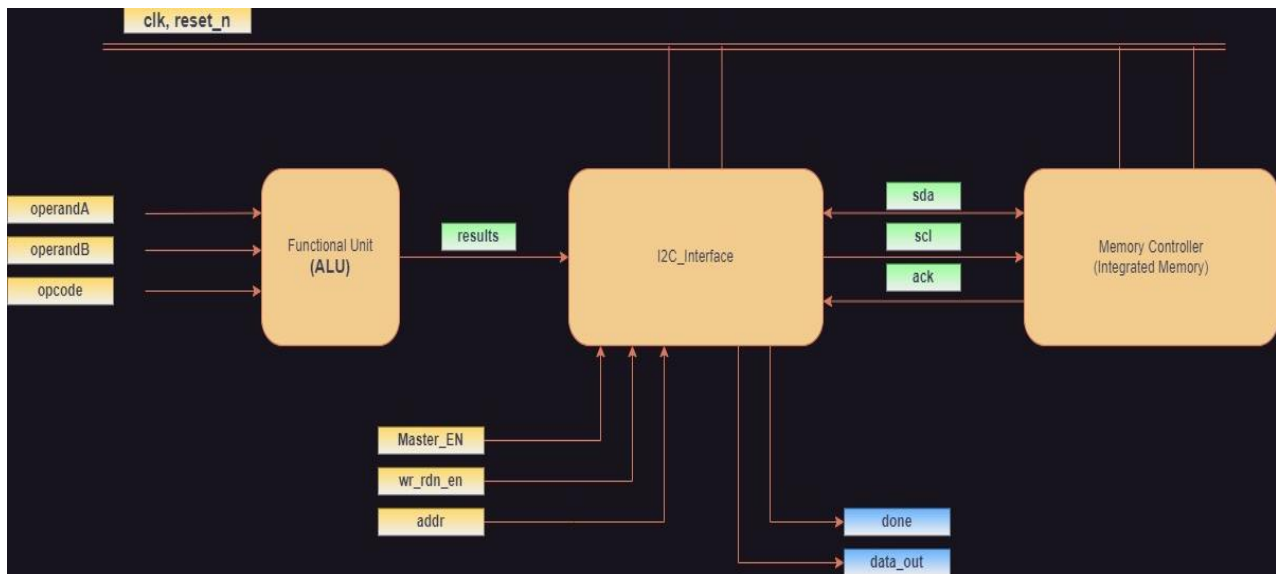 clk, reset_n
operandA
operandB
opcode
Functional Unit
(ALU)
results
I2C_Interface
sda
scl
ack
Memory Controller
(Integrated Memory)
Master_EN
wr_rdn_en
addr
done
data_out